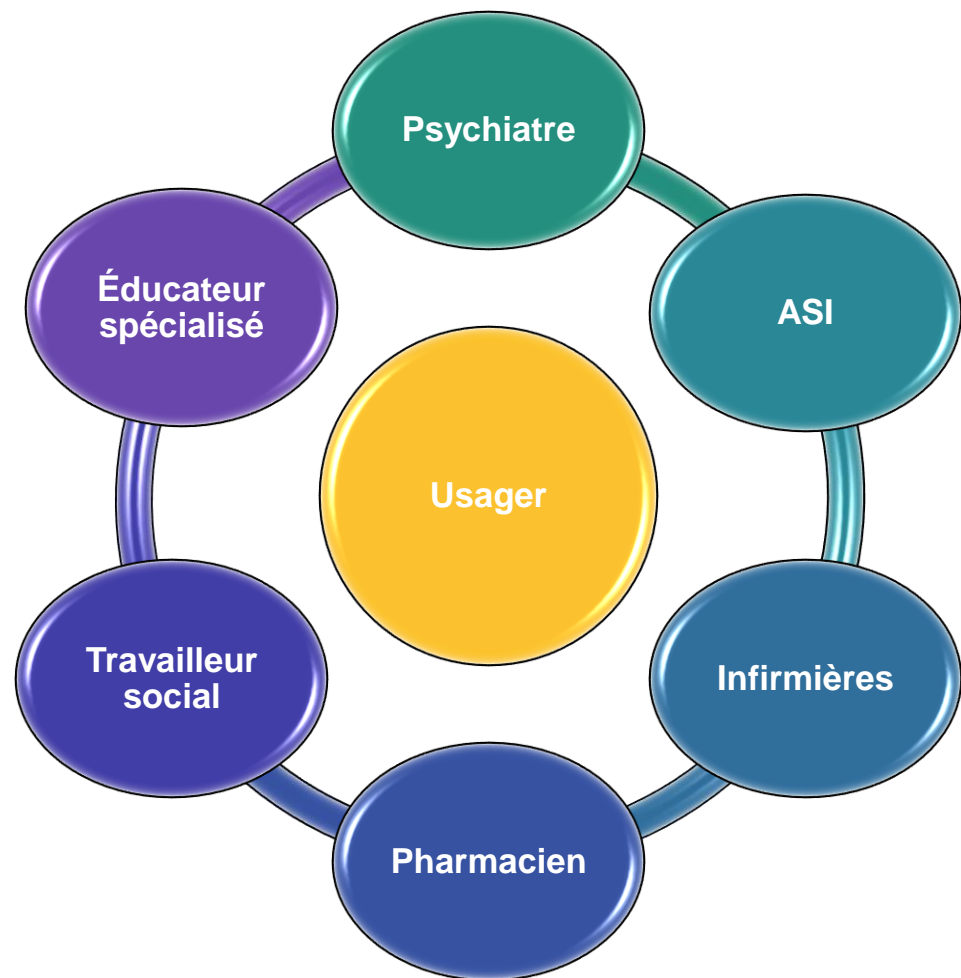 Psychiatre
ASI
Infirmières
Pharmacien
Travailleur
social
Éducateur
spécialisé
Usager